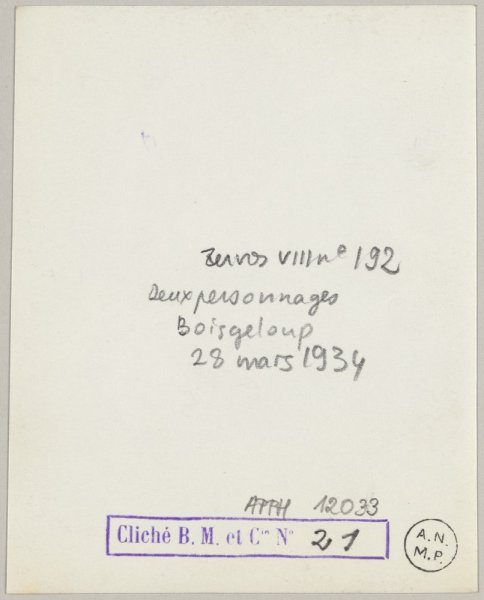 Zervos VIII n° 192
Deux personnages
Boisgeloup
28 mars 1934
APPH 12033
Cliché B. M. et Cie N° 21
A.N.
M.P.